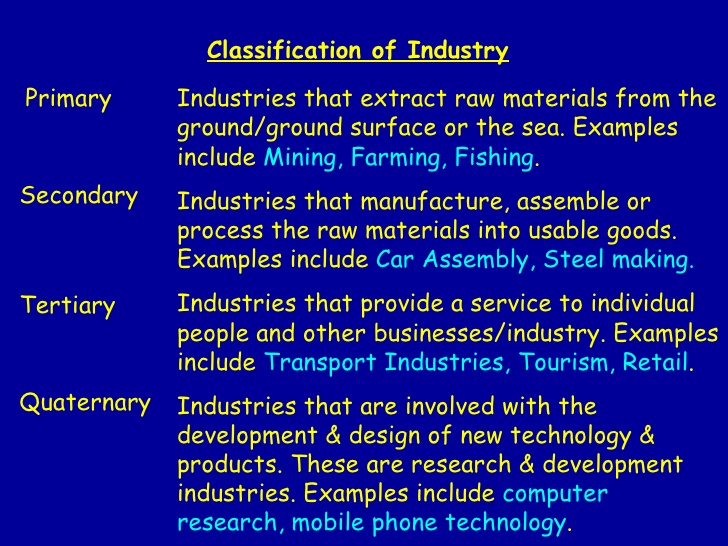 Classification of Industry
Primary
Industries that extract raw materials from the
ground/ground surface or the sea. Examples
include Mining, Farming, Fishing.
Secondary
Industries that manufacture, assemble or
process the raw materials into usable goods.
Examples include Car Assembly, Steel making.
Tertiary
Industries that provide a service to individual
people and other businesses/industry. Examples
include Transport Industries, Tourism, Retail.
Quaternary
Industries that are involved with the
development & design of new technology &
products. These are research & development
industries. Examples include computer
research, mobile phone technology.